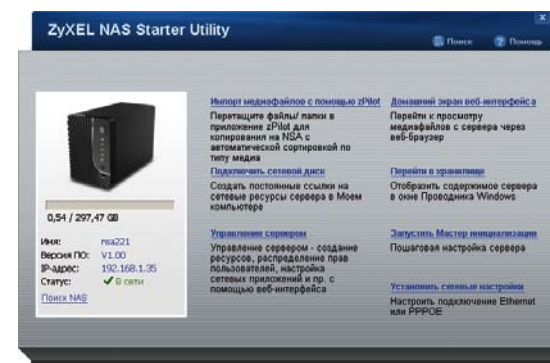 ZyXEL NAS Starter Utility
x
Поиск
Помощь
Импорт медиафайлов с помощью zPilot
Перетащите файлы/ папки в
приложение zPilot для
копирования на NSA с
автоматической сортировкой по
типу медиа
Домашний экран веб-интерфейса
Перейти к просмотру
медиафайлов с сервера через
веб-браузер
Подключить сетевой диск
Создать постоянные ссылки на
сетевые ресурсы сервера в Моем
компьютере
Перейти в хранилище
Отобразить содержимое сервера
в окне Проводника Windows
Управление сервером
Управление сервером - создание
ресурсов, распределение прав
пользователей, настройка
сетевых приложений и пр. с
помощью веб-интерфейса
Запустить Мастер инициализации
Пошаговая настройка сервера
Установить сетевые настройки
Настроить подключение Ethernet
или PPPOE
0,54 / 297,47 GB
Имя: nsa221
Версия ПО: V1.00
IP-адрес: 192.168.1.35
Статус: ✔ В сети
Поиск NAS